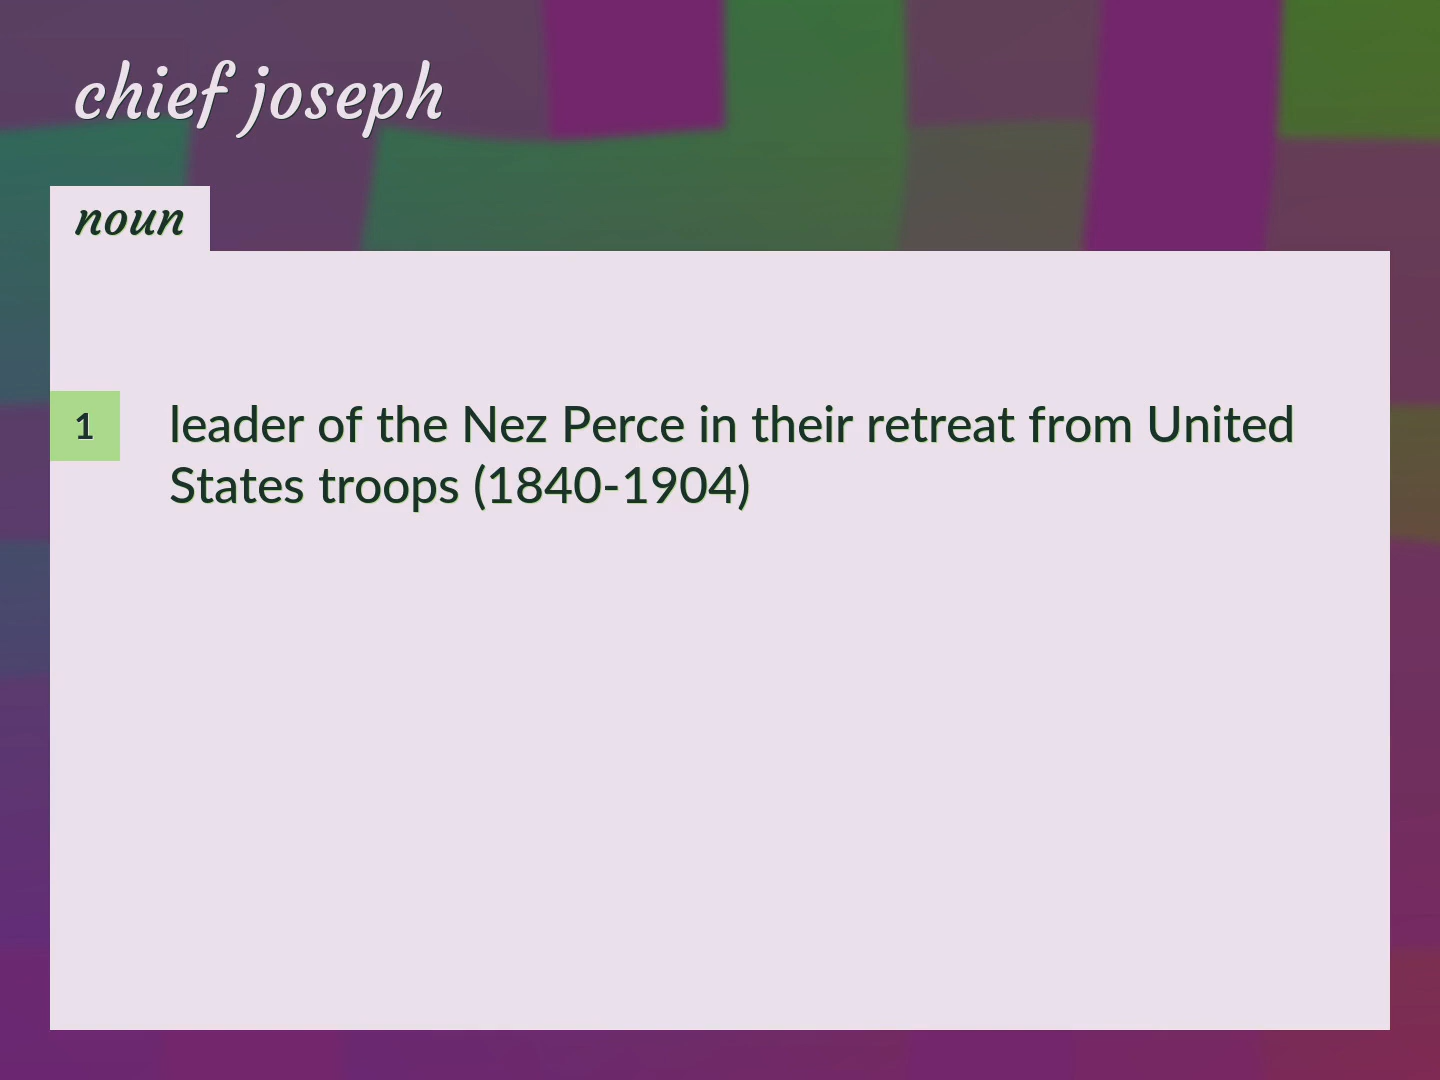 chief joseph
noun
1
leader of the Nez Perce in their retreat from United
States troops (1840-1904)